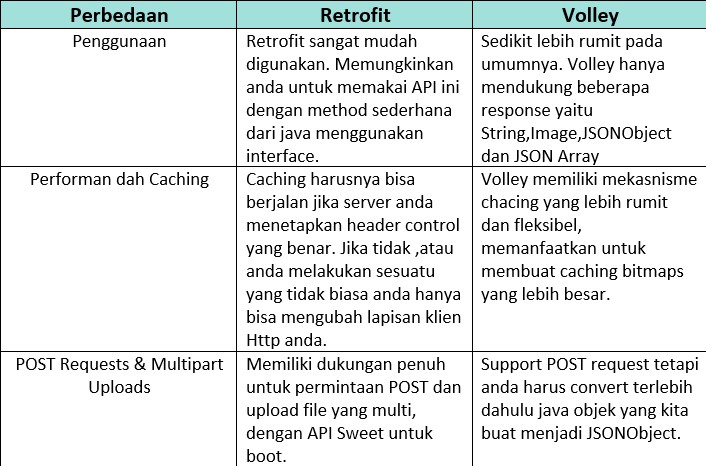 Perbedaan
Retrofit
Volley
Penggunaan
Retrofit sangat mudah
digunakan. Memungkinkan
anda untuk memakai API ini
dengan method sederhana
dari java menggunakan
interface.
Sedikit lebih rumit pada
umumnya. Volley hanya
mendukung beberapa
response yaitu
String,Image,JSONObject
dan JSON Array
Performan dah Caching
Caching harusnya bisa
berjalan jika server anda
menetapkan header control
yang benar. Jika tidak ,atau
anda melakukan sesuatu
yang tidak biasa anda hanya
bisa mengubah lapisan klien
Http anda.
Volley memiliki mekasnisme
chacing yang lebih rumit
dan fleksibel,
memanfaatkan untuk
membuat caching bitmaps
yang lebih besar.
POST Requests & Multipart
Uploads
Memiliki dukungan penuh
untuk permintaan POST dan
upload file yang multi,
dengan API Sweet untuk
boot.
Support POST request tetapi
anda harus convert terlebih
dahulu java objek yang kita
buat menjadi JSONObject.